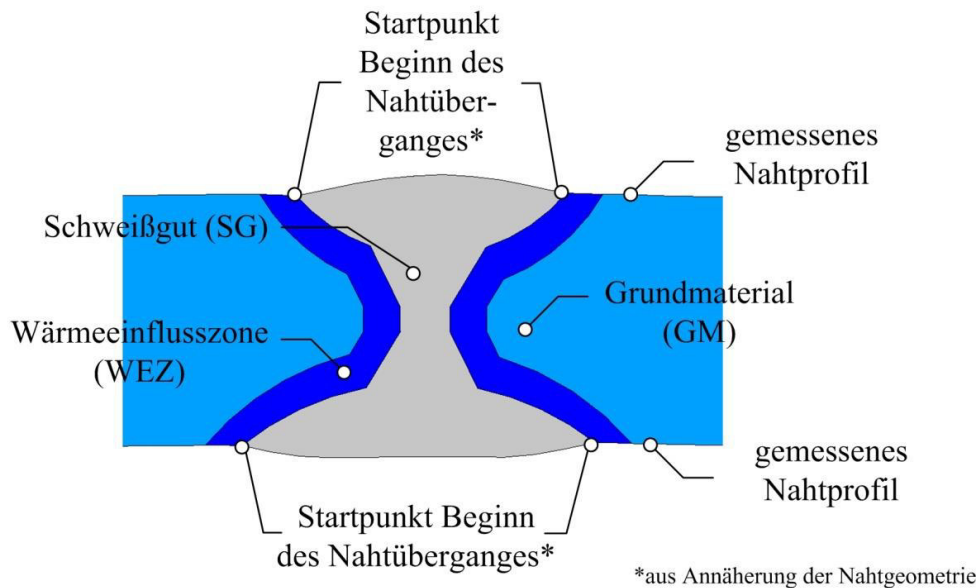 Startpunkt
Beginn des
Nahtüber-
ganges*
gemessenes
Nahtprofil
Schweißgut (SG)
Grundmaterial
(GM)
Wärmeeinflusszone
(WEZ)
gemessenes
Nahtprofil
Startpunkt Beginn
des Nahtüberganges*
*aus Annäherung der Nahtgeometrie